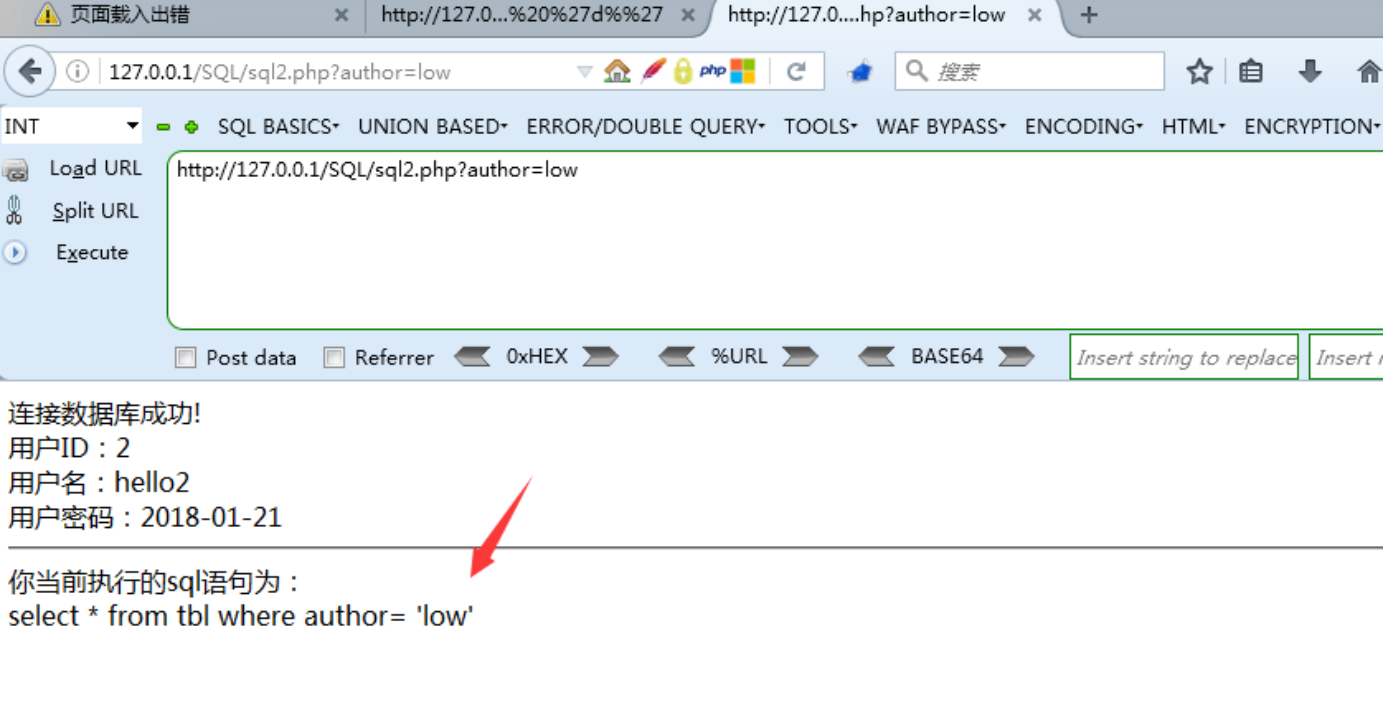 页面载入出错
http://127.0...%20%27d%%27
http://127.0....hp?author=low
127.0.0.1/SQL/sql2.php?author=low
php
搜索
INT
SQL BASICS
UNION BASED
ERROR/DOUBLE QUERY
TOOLS
WAF BYPASS
ENCODING
HTML
ENCRYPTION
Load URL
http://127.0.0.1/SQL/sql2.php?author=low
Split URL
Execute
Post data
Referrer
0xHEX
%URL
BASE64
Insert string to replace
Insert
连接数据库成功!
用户ID：2
用户名：hello2
用户密码：2018-01-21
你当前执行的sql语句为：
select * from tbl where author= 'low'